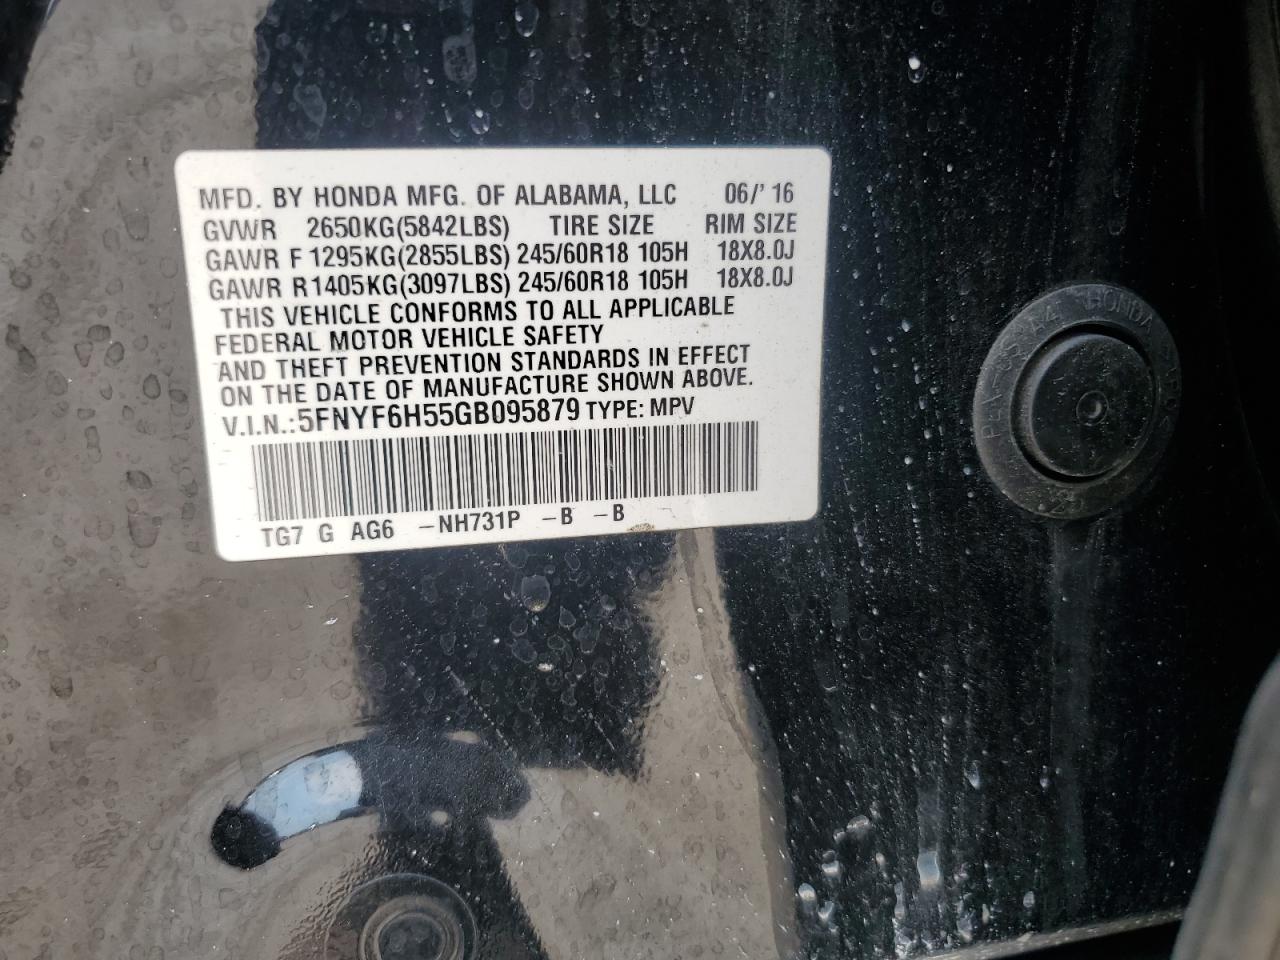 MFD. BY HONDA MFG. OF ALABAMA, LLC 06/'16
GVWR 2650KG(5842LBS) TIRE SIZE RIM SIZE
GAWR F 1295KG(2855LBS) 245/60R18 105H 18X8.0J
GAWR R1405KG(3097LBS) 245/60R18 105H 18X8.0J
THIS VEHICLE CONFORMS TO ALL APPLICABLE
FEDERAL MOTOR VEHICLE SAFETY
AND THEFT PREVENTION STANDARDS IN EFFECT
ON THE DATE OF MANUFACTURE SHOWN ABOVE.
V.I.N.:5FNYF6H55GB095879 TYPE: MPV
TG7 G AG6 -NH731P -B -B
HONDA